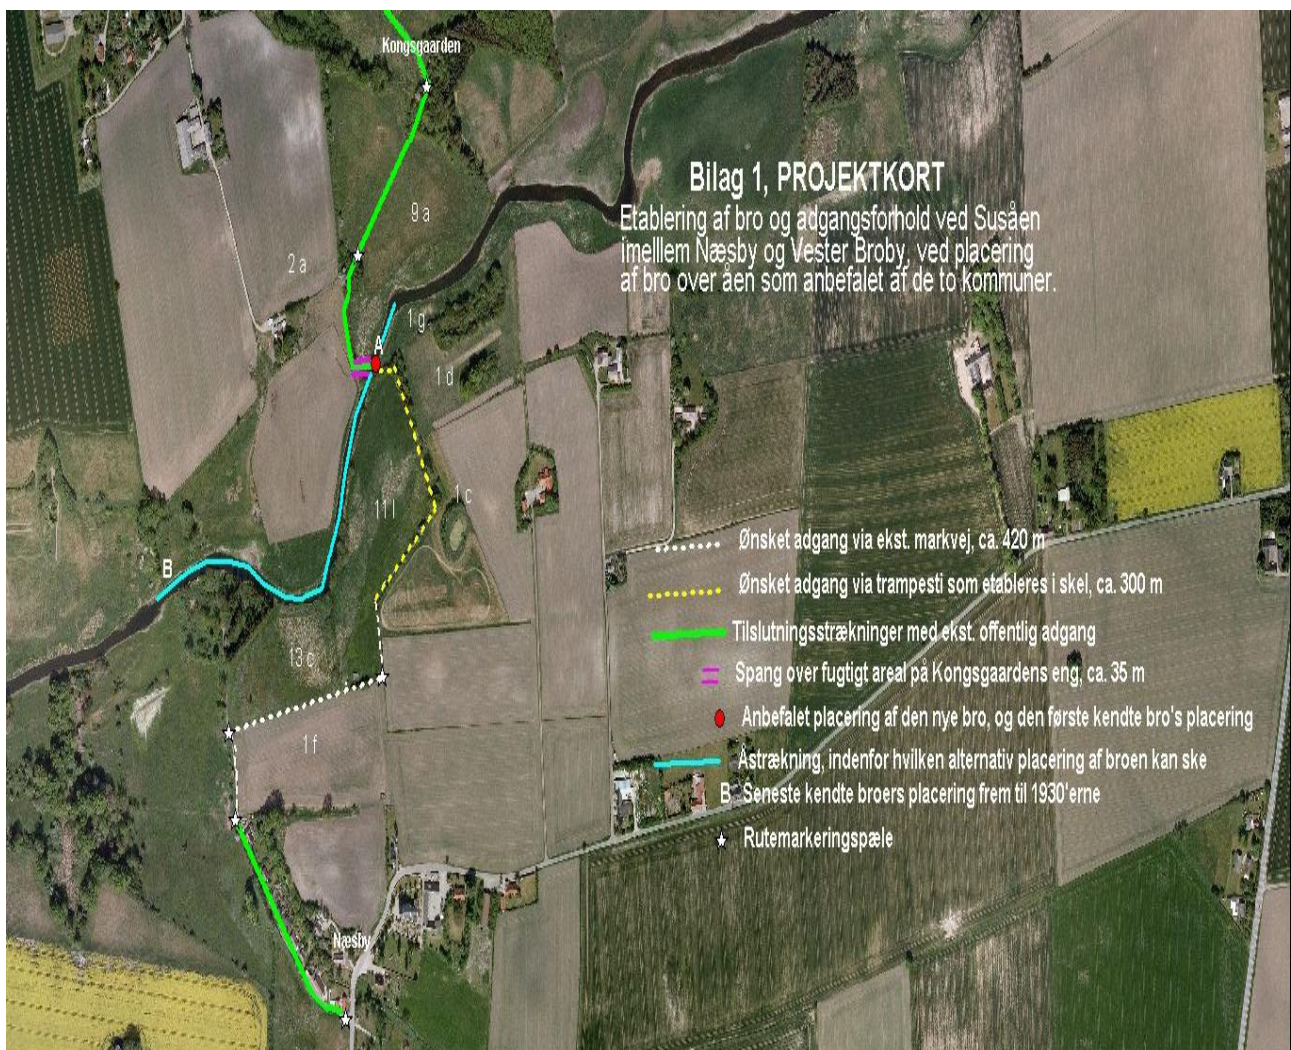 Kongsgaarden
Bilag 1, PROJEKTKORT
Etablering af bro og adgangsforhold ved Susåen
imellem Næsby og Vester Broby, ved placering
af bro over åen som anbefalet af de to kommuner.
9 a
2 a
1 g
A
1 d
1 c
11 l
B
13 c
1 f
Næsby
Ønsket adgang via ekst. markvej, ca. 420 m
Ønsket adgang via trampesti som etableres i skel, ca. 300 m
Tilslutningsstrækninger med ekst. offentlig adgang
Spang over fugtigt areal på Kongsgaardens eng, ca. 35 m
Anbefalet placering af den nye bro, og den første kendte bro's placering
Åstrækning, indenfor hvilken alternativ placering af broen kan ske
B Seneste kendte broers placering frem til 1930'erne
Rutemarkeringspæle